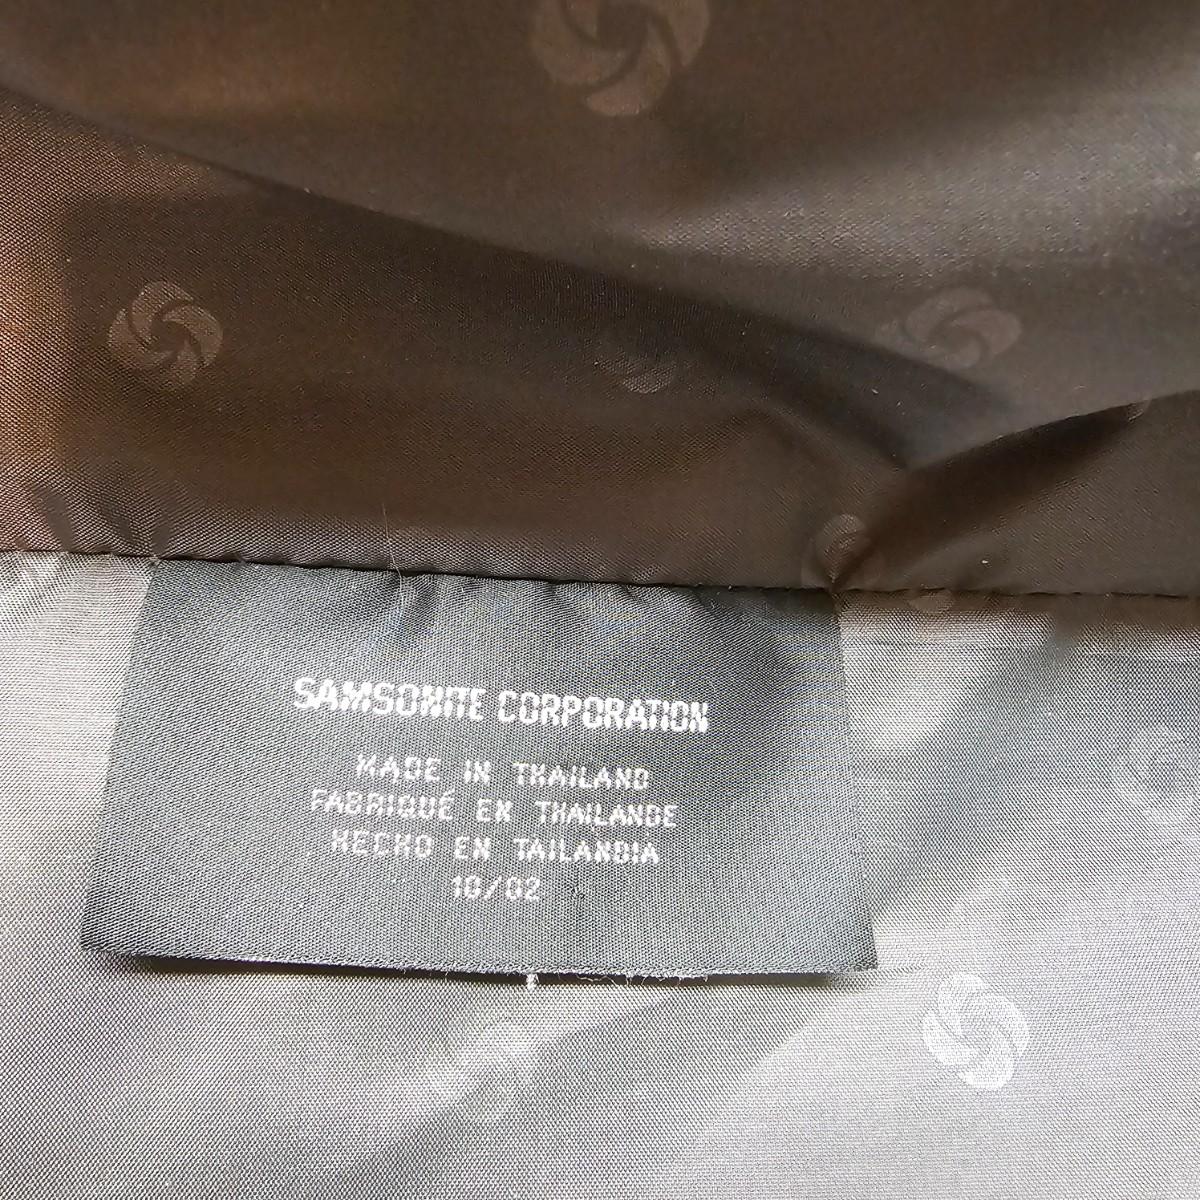 SAMSONITE CORPORATION
MADE IN THAILAND
FABRIQUÉ EN THAILANDE
HECHO EN TAILANDIA
10/02